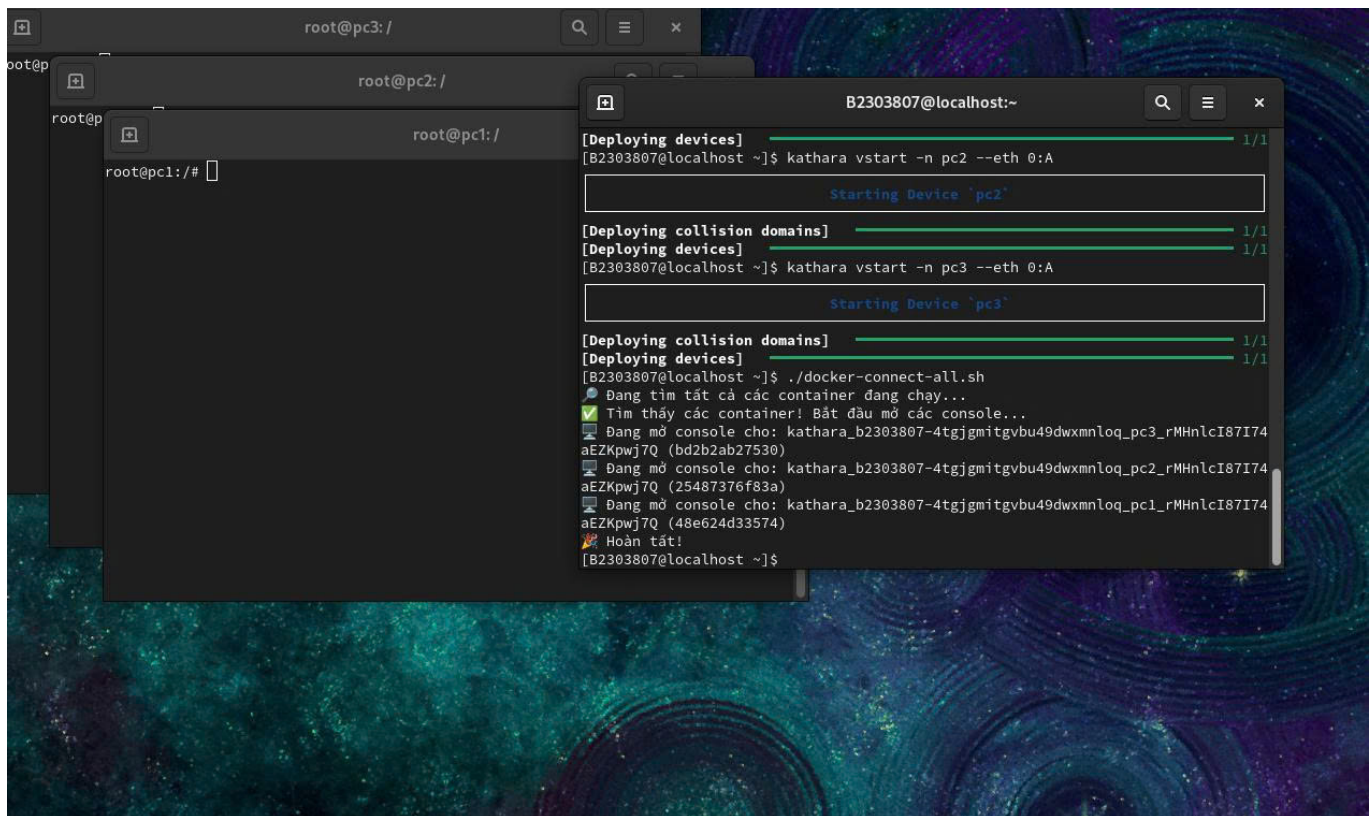 root@pc3: /
oot@p
root@pc2: /
root@p
root@pc1: /
root@pc1:/#
B2303807@localhost:~
[Deploying devices] 1/1
[B2303807@localhost ~]$ kathara vstart -n pc2 --eth 0:A
Starting Device `pc2`
[Deploying collision domains] 1/1
[Deploying devices] 1/1
[B2303807@localhost ~]$ kathara vstart -n pc3 --eth 0:A
Starting Device `pc3`
[Deploying collision domains] 1/1
[Deploying devices] 1/1
[B2303807@localhost ~]$ ./docker-connect-all.sh
🔎 Đang tìm tất cả các container đang chạy...
✅ Tìm thấy các container! Bắt đầu mở các console...
🖥️ Đang mở console cho: kathara_b2303807-4tgjgmitgvbu49dwxmnloq_pc3_rMHnlcI87I74
aEZKpwj7Q (bd2b2ab27530)
🖥️ Đang mở console cho: kathara_b2303807-4tgjgmitgvbu49dwxmnloq_pc2_rMHnlcI87I74
aEZKpwj7Q (25487376f83a)
🖥️ Đang mở console cho: kathara_b2303807-4tgjgmitgvbu49dwxmnloq_pc1_rMHnlcI87I74
aEZKpwj7Q (48e624d33574)
🎉 Hoàn tất!
[B2303807@localhost ~]$